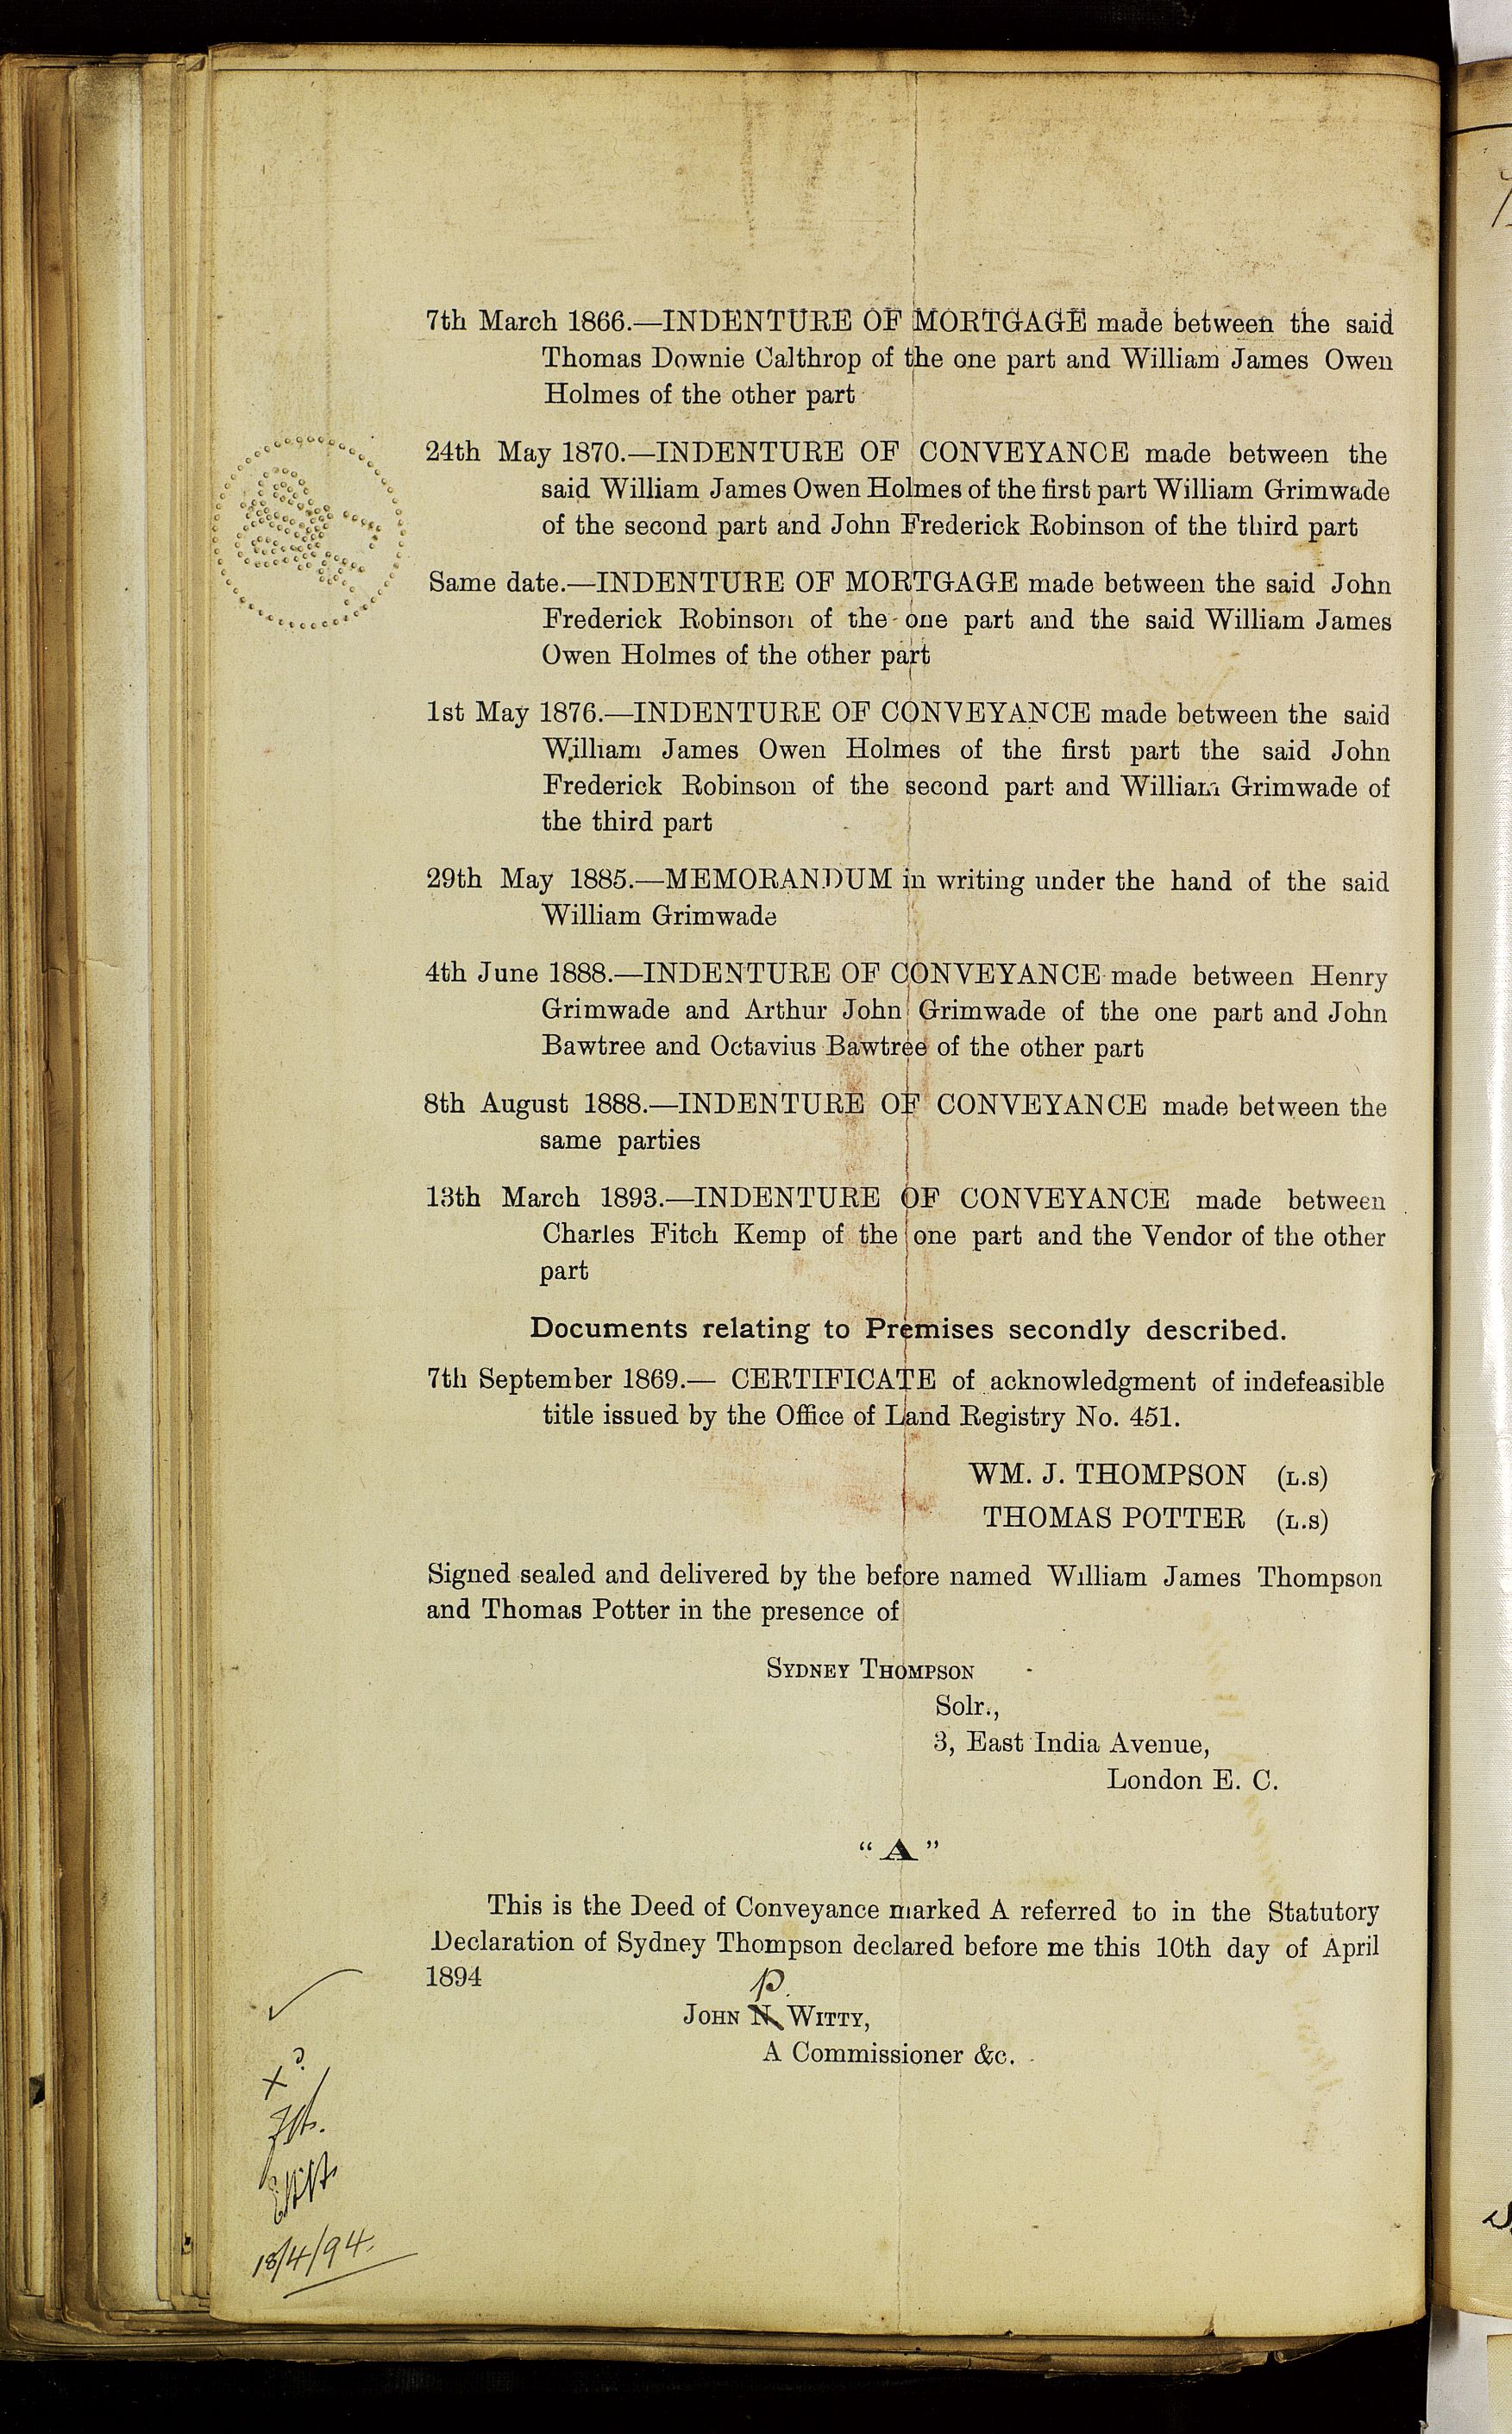 7th March 1866.—INDENTURE OF MORTGAGE made between the said
Thomas Downie Calthrop of the one part and William James Owen
Holmes of the other part
24th May 1870.—INDENTURE OF CONVEYANCE made between the
said William James Owen Holmes of the first part William Grimwade
of the second part and John Frederick Robinson of the third part
Same date.—INDENTURE OF MORTGAGE made between the said John
Frederick Robinson of the one part and the said William James
Owen Holmes of the other part
1st May 1876.—INDENTURE OF CONVEYANCE made between the said
William James Owen Holmes of the first part the said John
Frederick Robinson of the second part and William Grimwade of
the third part
29th May 1885.—MEMORANDUM in writing under the hand of the said
William Grimwade
4th June 1888.—INDENTURE OF CONVEYANCE made between Henry
Grimwade and Arthur John Grimwade of the one part and John
Bawtree and Octavius Bawtree of the other part
8th August 1888.—INDENTURE OF CONVEYANCE made between the
same parties
13th March 1893.—INDENTURE OF CONVEYANCE made between
Charles Fitch Kemp of the one part and the Vendor of the other
part
Documents relating to Premises secondly described.
7th September 1869.— CERTIFICATE of acknowledgment of indefeasible
title issued by the Office of Land Registry No. 451.
WM. J. THOMPSON (L.S)
THOMAS POTTER (L.S)
Signed sealed and delivered by the before named William James Thompson
and Thomas Potter in the presence of
SYDNEY THOMPSON
Solr.,
3, East India Avenue,
London E. C.
“A”
This is the Deed of Conveyance marked A referred to in the Statutory
Declaration of Sydney Thompson declared before me this 10th day of April
1894
P.
JOHN N. WITTY,
A Commissioner &c.
18/4/94.